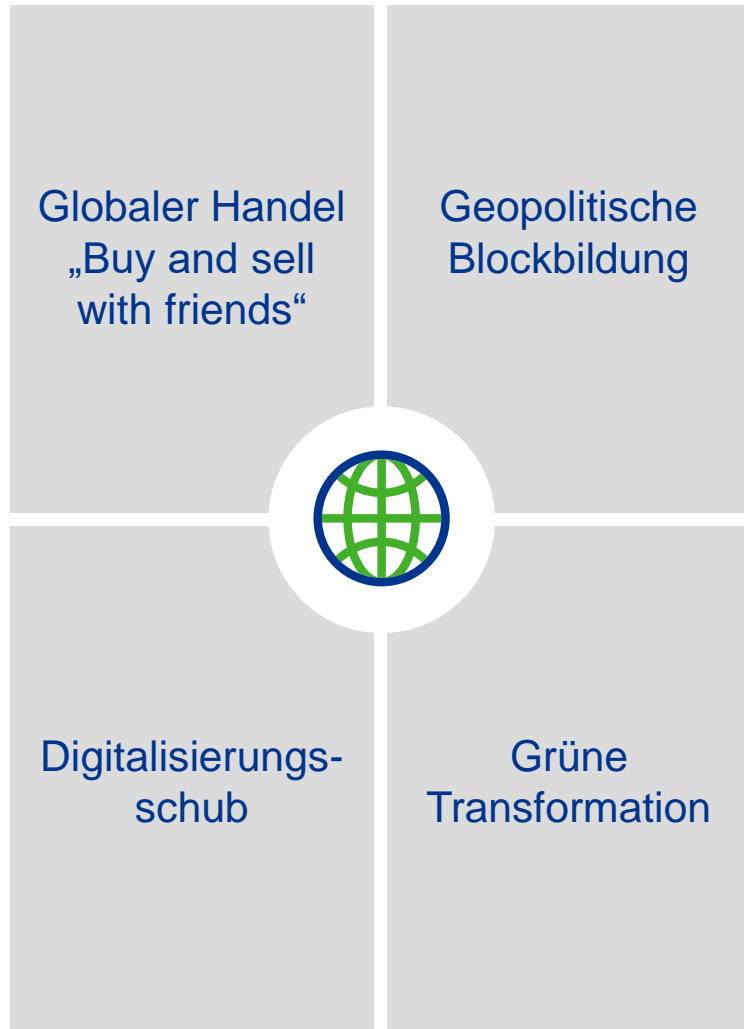 Globaler Handel
„Buy and sell
with friends“
Geopolitische
Blockbildung
Digitalisierungs-
schub
Grüne
Transformation